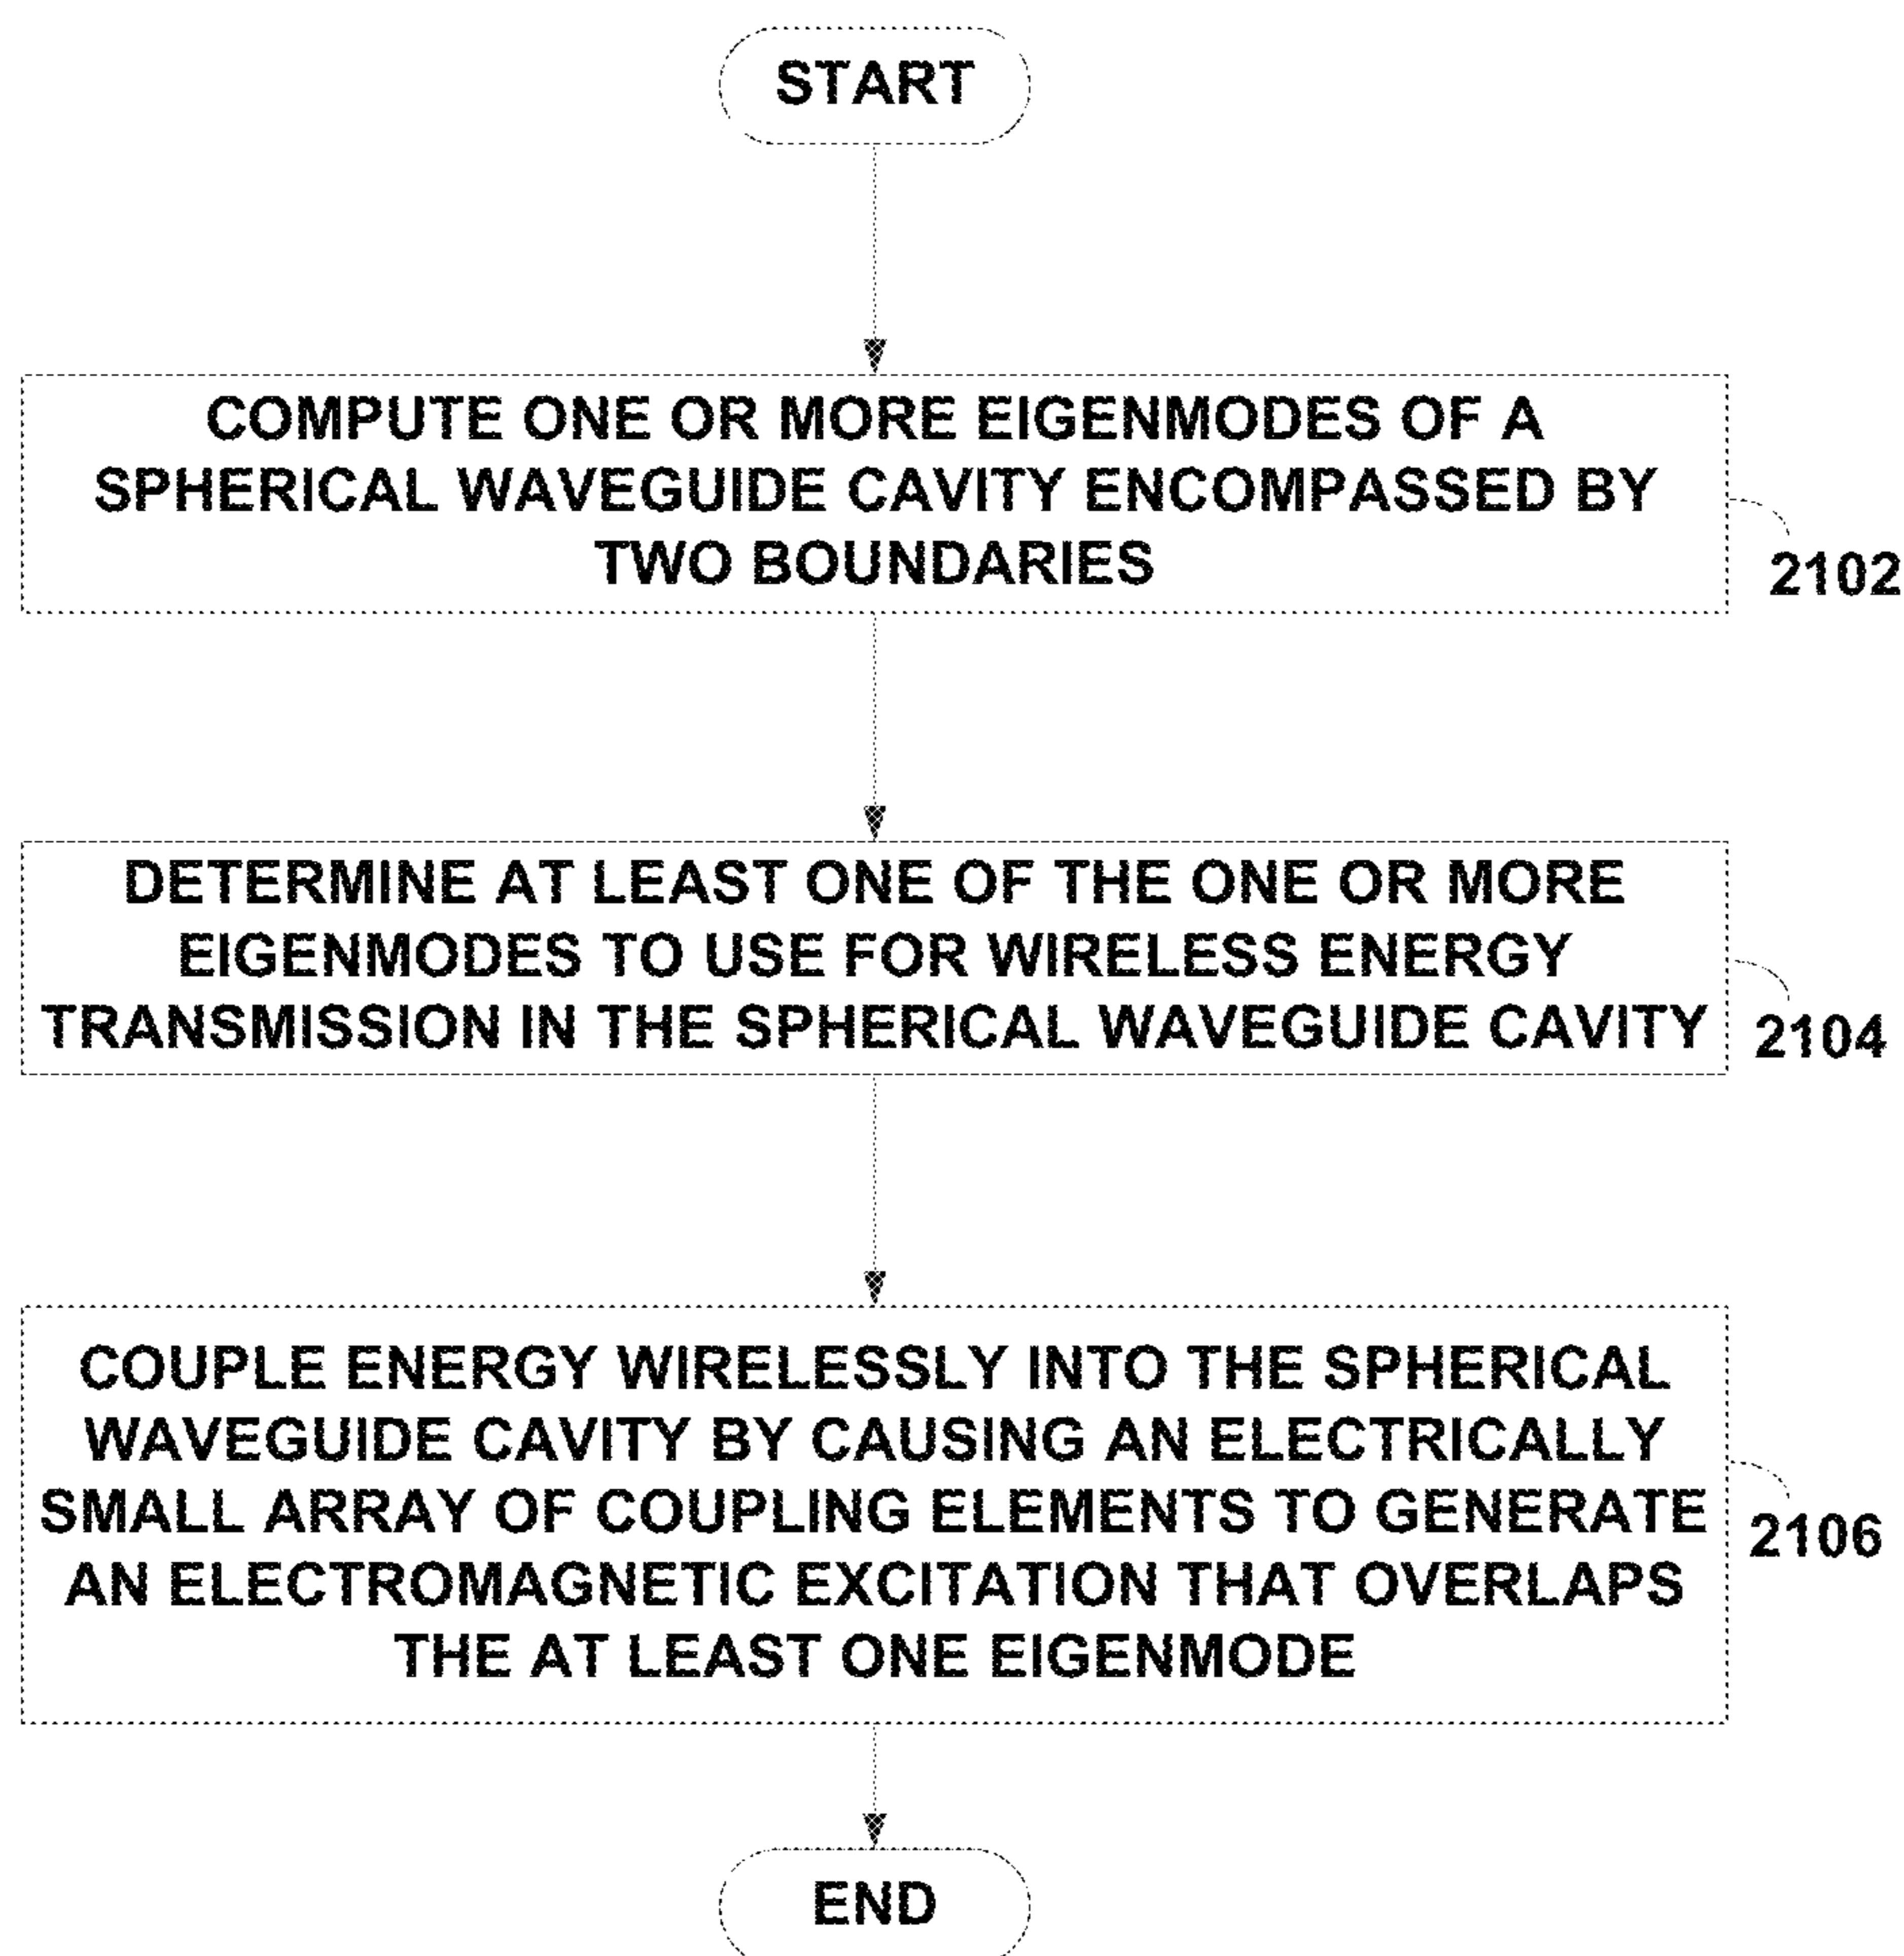 START
COMPUTE ONE OR MORE EIGENMODES OF A
SPHERICAL WAVEGUIDE CAVITY ENCOMPASSED BY
TWO BOUNDARIES
2102
DETERMINE AT LEAST ONE OF THE ONE OR MORE
EIGENMODES TO USE FOR WIRELESS ENERGY
TRANSMISSION IN THE SPHERICAL WAVEGUIDE CAVITY
2104
COUPLE ENERGY WIRELESSLY INTO THE SPHERICAL
WAVEGUIDE CAVITY BY CAUSING AN ELECTRICALLY
SMALL ARRAY OF COUPLING ELEMENTS TO GENERATE
AN ELECTROMAGNETIC EXCITATION THAT OVERLAPS
THE AT LEAST ONE EIGENMODE
2106
END